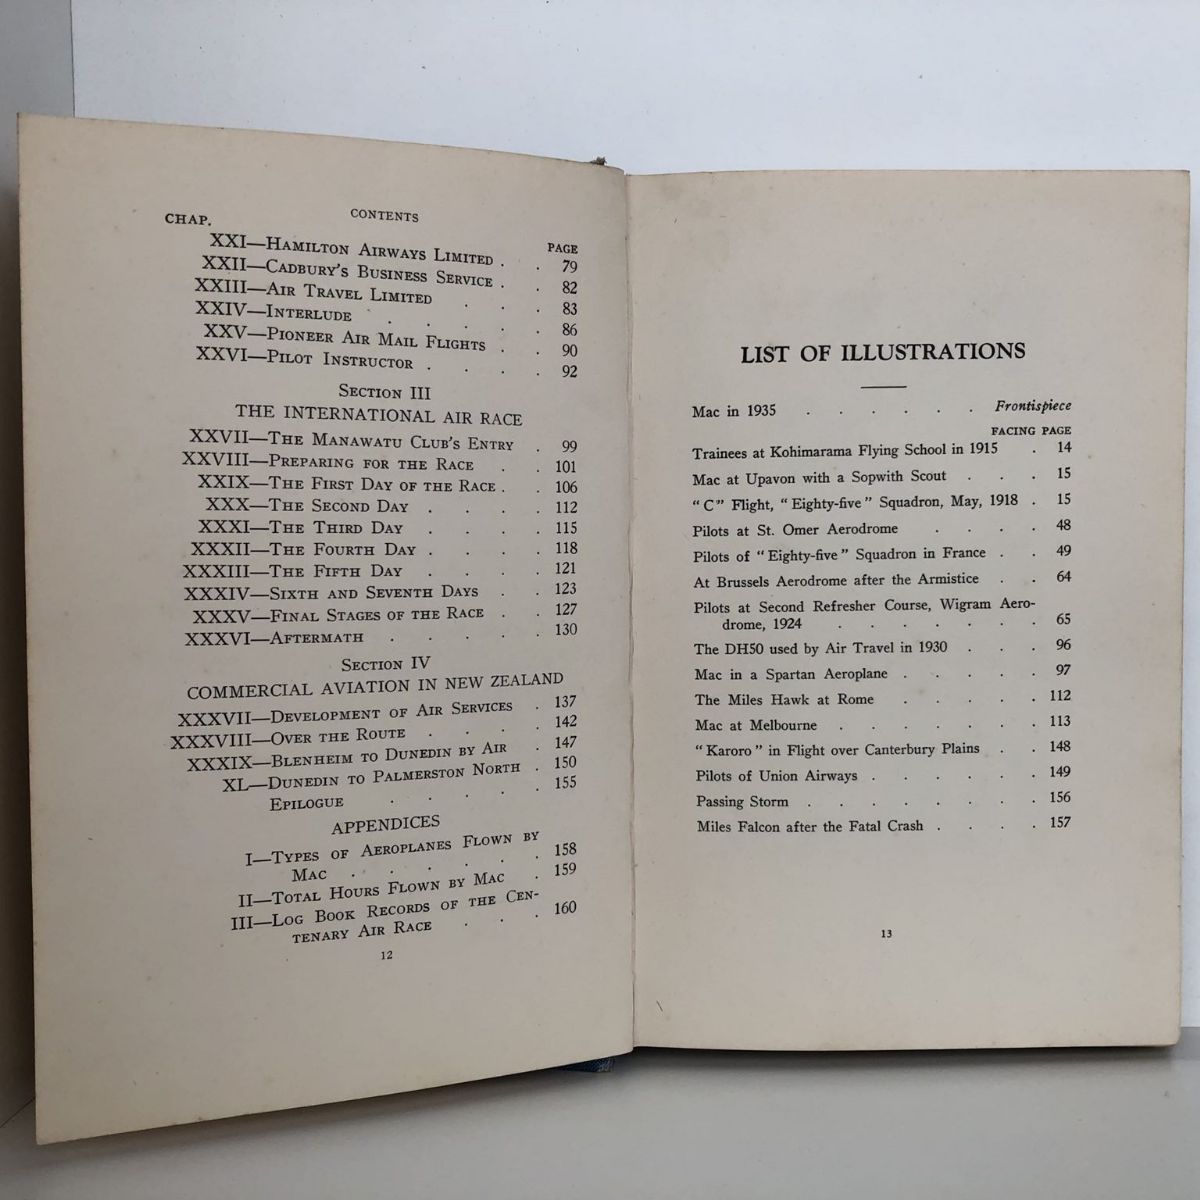 CONTENTS
CHAP. PAGE
XXI—Hamilton Airways Limited . . 79
XXII—Cadbury's Business Service . . 82
XXIII—Air Travel Limited . . 83
XXIV—Interlude . . . . . 86
XXV—Pioneer Air Mail Flights . . 90
XXVI—Pilot Instructor . . . . 92
Section III
THE INTERNATIONAL AIR RACE
XXVII—The Manawatu Club's Entry . 99
XXVIII—Preparing for the Race . . 101
XXIX—The First Day of the Race . . 106
XXX—The Second Day . . . . 112
XXXI—The Third Day . . . . 115
XXXII—The Fourth Day . . . . 118
XXXIII—The Fifth Day . . . . 121
XXXIV—Sixth and Seventh Days . . 123
XXXV—Final Stages of the Race . . 127
XXXVI—Aftermath . . . . . 130
Section IV
COMMERCIAL AVIATION IN NEW ZEALAND
XXXVII—Development of Air Services . 137
XXXVIII—Over the Route . . . . 142
XXXIX—Blenheim to Dunedin by Air . 147
XL—Dunedin to Palmerston North . 150
Epilogue . . . . . 155
APPENDICES
I—Types of Aeroplanes Flown by
Mac . . . . . . 158
II—Total Hours Flown by Mac . 159
III—Log Book Records of the Cen-
tenary Air Race . . . 160
12
LIST OF ILLUSTRATIONS
Mac in 1935 . . . . . . Frontispiece
FACING PAGE
Trainees at Kohimarama Flying School in 1915 . 14
Mac at Upavon with a Sopwith Scout . . . 15
"C" Flight, "Eighty-five" Squadron, May, 1918 . 15
Pilots at St. Omer Aerodrome . . . . 48
Pilots of "Eighty-five" Squadron in France . . 49
At Brussels Aerodrome after the Armistice . . 64
Pilots at Second Refresher Course, Wigram Aero-
drome, 1924 . . . . . . . 65
The DH50 used by Air Travel in 1930 . . . 96
Mac in a Spartan Aeroplane . . . . . 97
The Miles Hawk at Rome . . . . . 112
Mac at Melbourne . . . . . . 113
"Karoro" in Flight over Canterbury Plains . . 148
Pilots of Union Airways . . . . . . 149
Passing Storm . . . . . . . . 156
Miles Falcon after the Fatal Crash . . . . 157
13